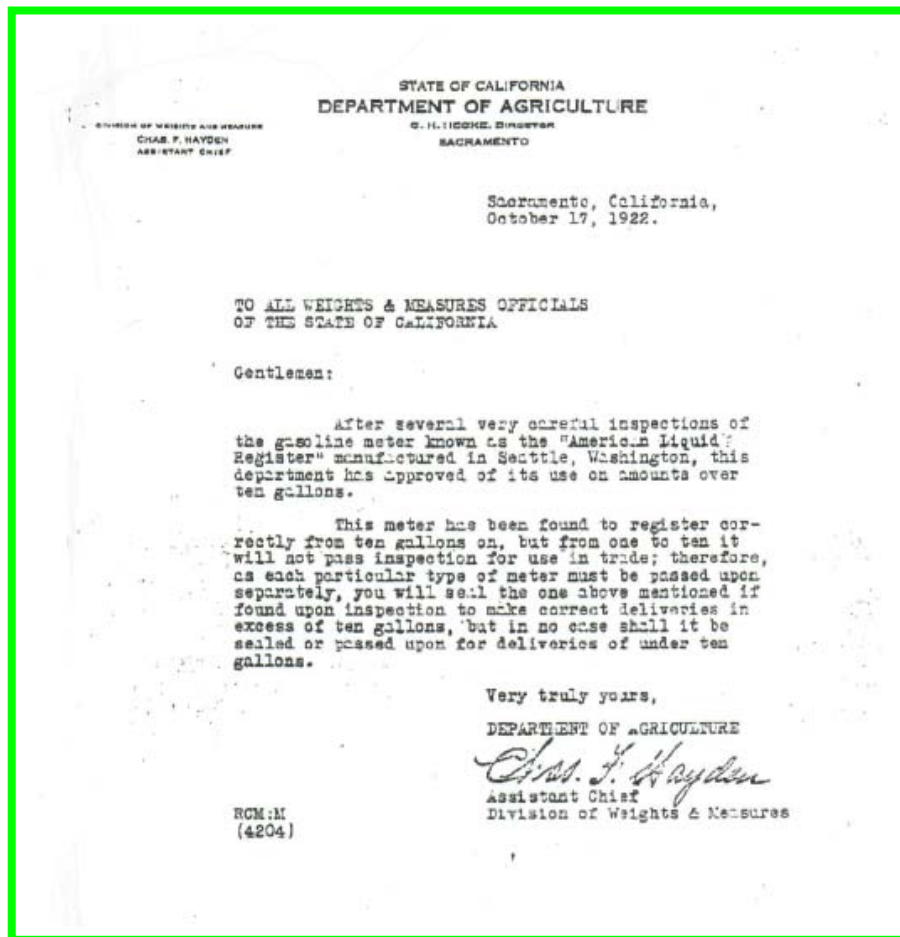 STATE OF CALIFORNIA
DEPARTMENT OF AGRICULTURE
G. H. HECKE, DIRECTOR
SACRAMENTO
DIVISION OF WEIGHTS AND MEASURE
CHAS. F. HAYDEN
ASSISTANT CHIEF
Sacramento, California,
October 17, 1922.
TO ALL WEIGHTS & MEASURES OFFICIALS
OF THE STATE OF CALIFORNIA
Gentlemen:
After several very careful inspections of
the gasoline meter known as the "American Liquid
Register" manufactured in Seattle, Washington, this
department has approved of its use on amounts over
ten gallons.
This meter has been found to register cor-
rectly from ten gallons on, but from one to ten it
will not pass inspection for use in trade; therefore,
as each particular type of meter must be passed upon
separately, you will seal the one above mentioned if
found upon inspection to make correct deliveries in
excess of ten gallons, but in no case shall it be
sealed or passed upon for deliveries of under ten
gallons.
Very truly yours,
DEPARTMENT OF AGRICULTURE
Chas. F. Hayden
Assistant Chief
Division of Weights & Measures
RCM:M
(4204)